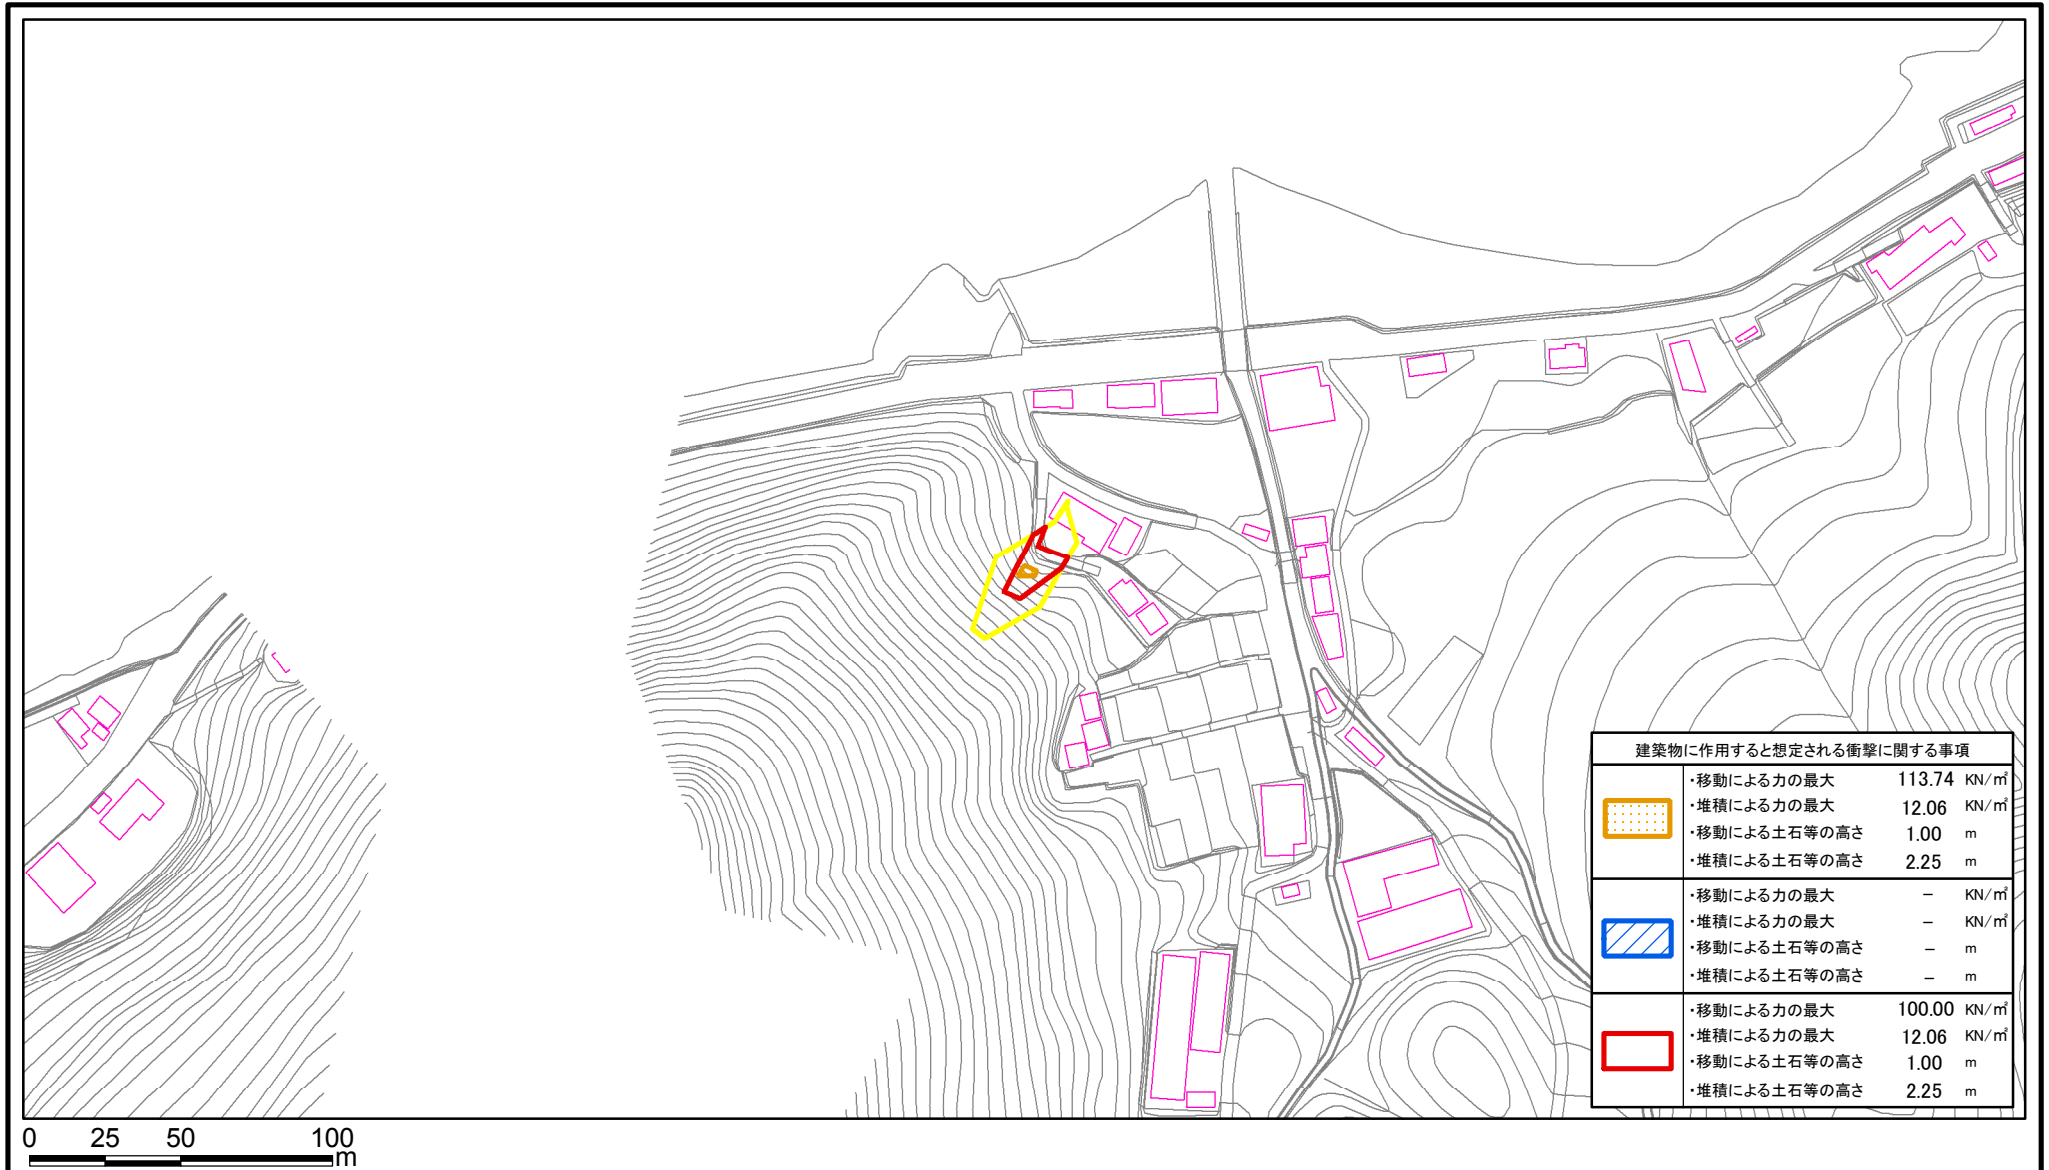 建築物に作用すると想定される衝撃に関する事項
・移動による力の最大 113.74 KN/㎡
・堆積による力の最大 12.06 KN/㎡
・移動による土石等の高さ 1.00 m
・堆積による土石等の高さ 2.25 m
・移動による力の最大 － KN/㎡
・堆積による力の最大 － KN/㎡
・移動による土石等の高さ － m
・堆積による土石等の高さ － m
・移動による力の最大 100.00 KN/㎡
・堆積による力の最大 12.06 KN/㎡
・移動による土石等の高さ 1.00 m
・堆積による土石等の高さ 2.25 m
0 25 50 100
m